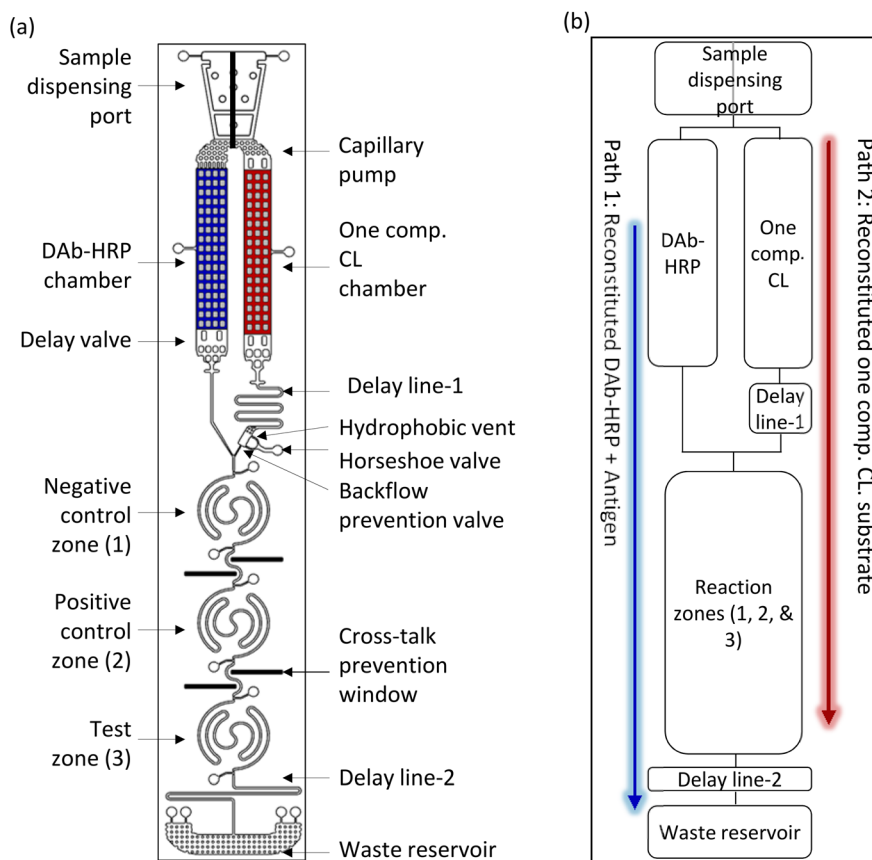 (a)
Sample
dispensing
port
DAb-HRP
chamber
Delay valve
Negative
control
zone (1)
Positive
control
zone (2)
Test
zone (3)
Capillary
pump
One comp.
CL
chamber
Delay line-1
Hydrophobic vent
Horseshoe valve
Backflow
prevention valve
Cross-talk
prevention
window
Delay line-2
Waste reservoir
(b)
Sample
dispensing
port
Path 1: Reconstituted DAb-HRP + Antigen
DAb-
HRP
One
comp.
CL
Path 2: Reconstituted one comp. CL. substrate
Delay
line-1
Reaction
zones (1, 2, &
3)
Delay line-2
Waste reservoir